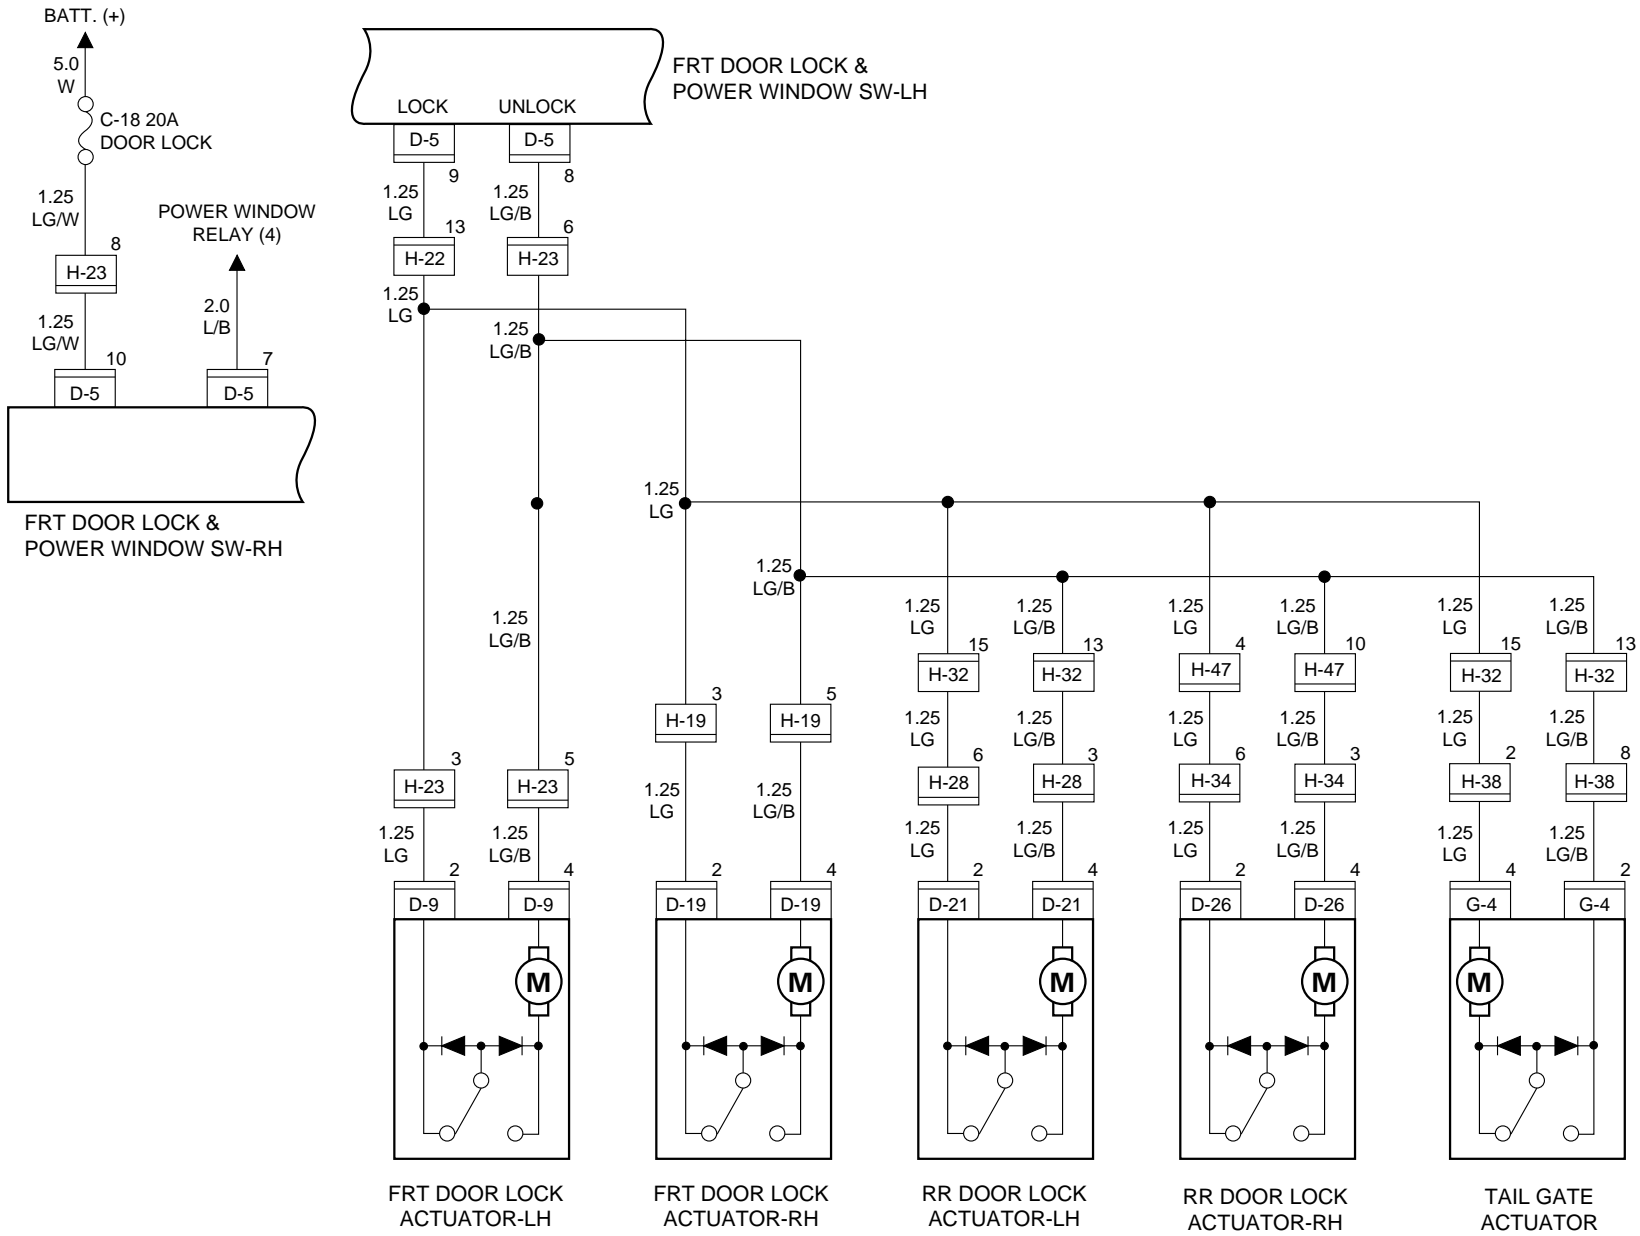 BATT. (+)
5.0
W
C-18 20A
DOOR LOCK
1.25
LG/W
8
H-23
1.25
LG/W
10
D-5
POWER WINDOW
RELAY (4)
2.0
L/B
7
D-5
FRT DOOR LOCK &
POWER WINDOW SW-RH
FRT DOOR LOCK &
POWER WINDOW SW-LH
LOCK
UNLOCK
D-5
D-5
9
8
1.25
LG
1.25
LG/B
13
6
H-22
H-23
1.25
LG
1.25
LG/B
1.25
LG
1.25
LG/B
1.25
LG/B
1.25
LG
1.25
LG/B
1.25
LG
1.25
LG/B
1.25
LG
1.25
LG/B
15
13
4
10
15
13
H-32
H-32
H-47
H-47
H-32
H-32
3
5
H-19
H-19
1.25
LG
1.25
LG/B
1.25
LG
1.25
LG/B
1.25
LG
1.25
LG/B
3
5
6
3
6
3
2
8
H-23
H-23
H-28
H-28
H-34
H-34
H-38
H-38
1.25
LG
1.25
LG/B
1.25
LG
1.25
LG/B
1.25
LG
1.25
LG/B
1.25
LG
1.25
LG/B
1.25
LG
1.25
LG/B
2
4
2
4
2
4
2
4
4
2
D-9
D-9
D-19
D-19
D-21
D-21
D-26
D-26
G-4
G-4
M
M
M
M
M
FRT DOOR LOCK
ACTUATOR-LH
FRT DOOR LOCK
ACTUATOR-RH
RR DOOR LOCK
ACTUATOR-LH
RR DOOR LOCK
ACTUATOR-RH
TAIL GATE
ACTUATOR